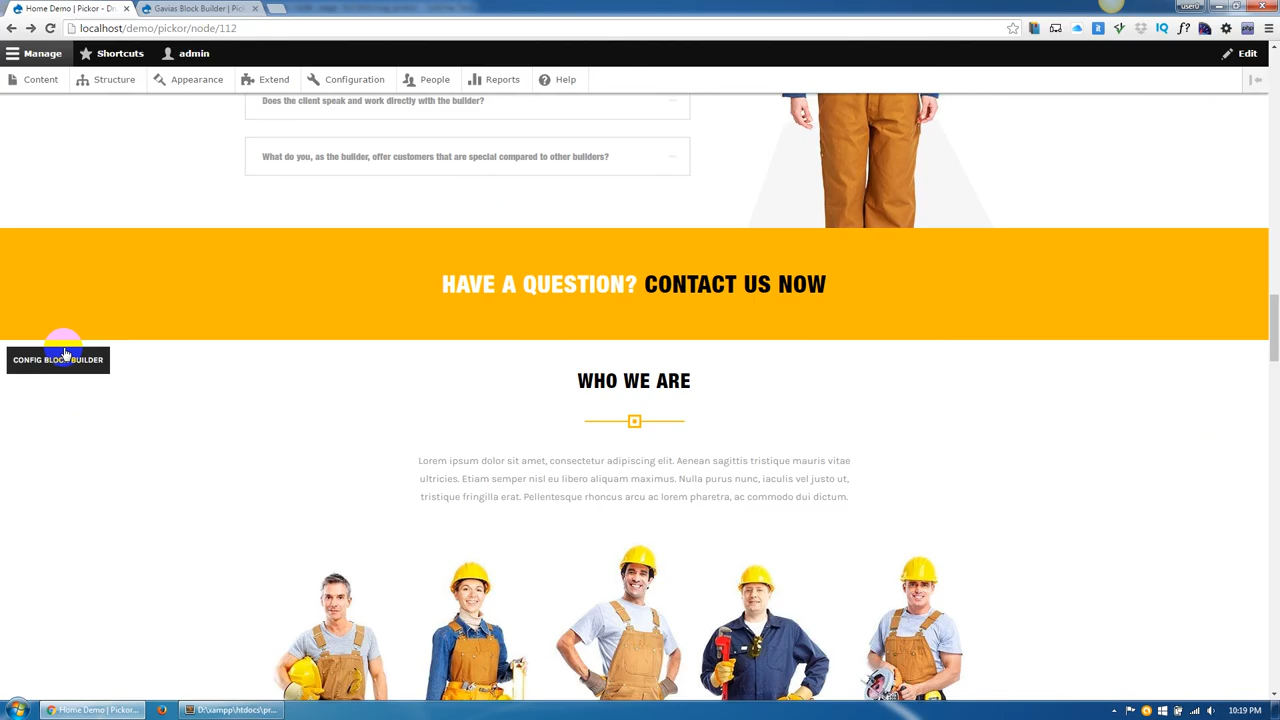 Home Demo | Pickor - Dr
Gavias Block Builder | Pick
user0
localhost/demo/pickor/node/112
Manage
Shortcuts
admin
Edit
Content
Structure
Appearance
Extend
Configuration
People
Reports
Help
Does the client speak and work directly with the builder?
What do you, as the builder, offer customers that are special compared to other builders?
HAVE A QUESTION? CONTACT US NOW
CONFIG BLOCK BUILDER
WHO WE ARE
Lorem ipsum dolor sit amet, consectetur adipiscing elit. Aenean sagittis tristique mauris vitae
ultricies. Etiam semper nisl eu libero aliquam maximus. Nulla purus nunc, iaculis vel justo ut,
tristique fringilla erat. Pellentesque rhoncus arcu ac lorem pharetra, ac commodo dui dictum.
Home Demo | Pickor...
D:\xampp\htdocs\pr...
10:19 PM